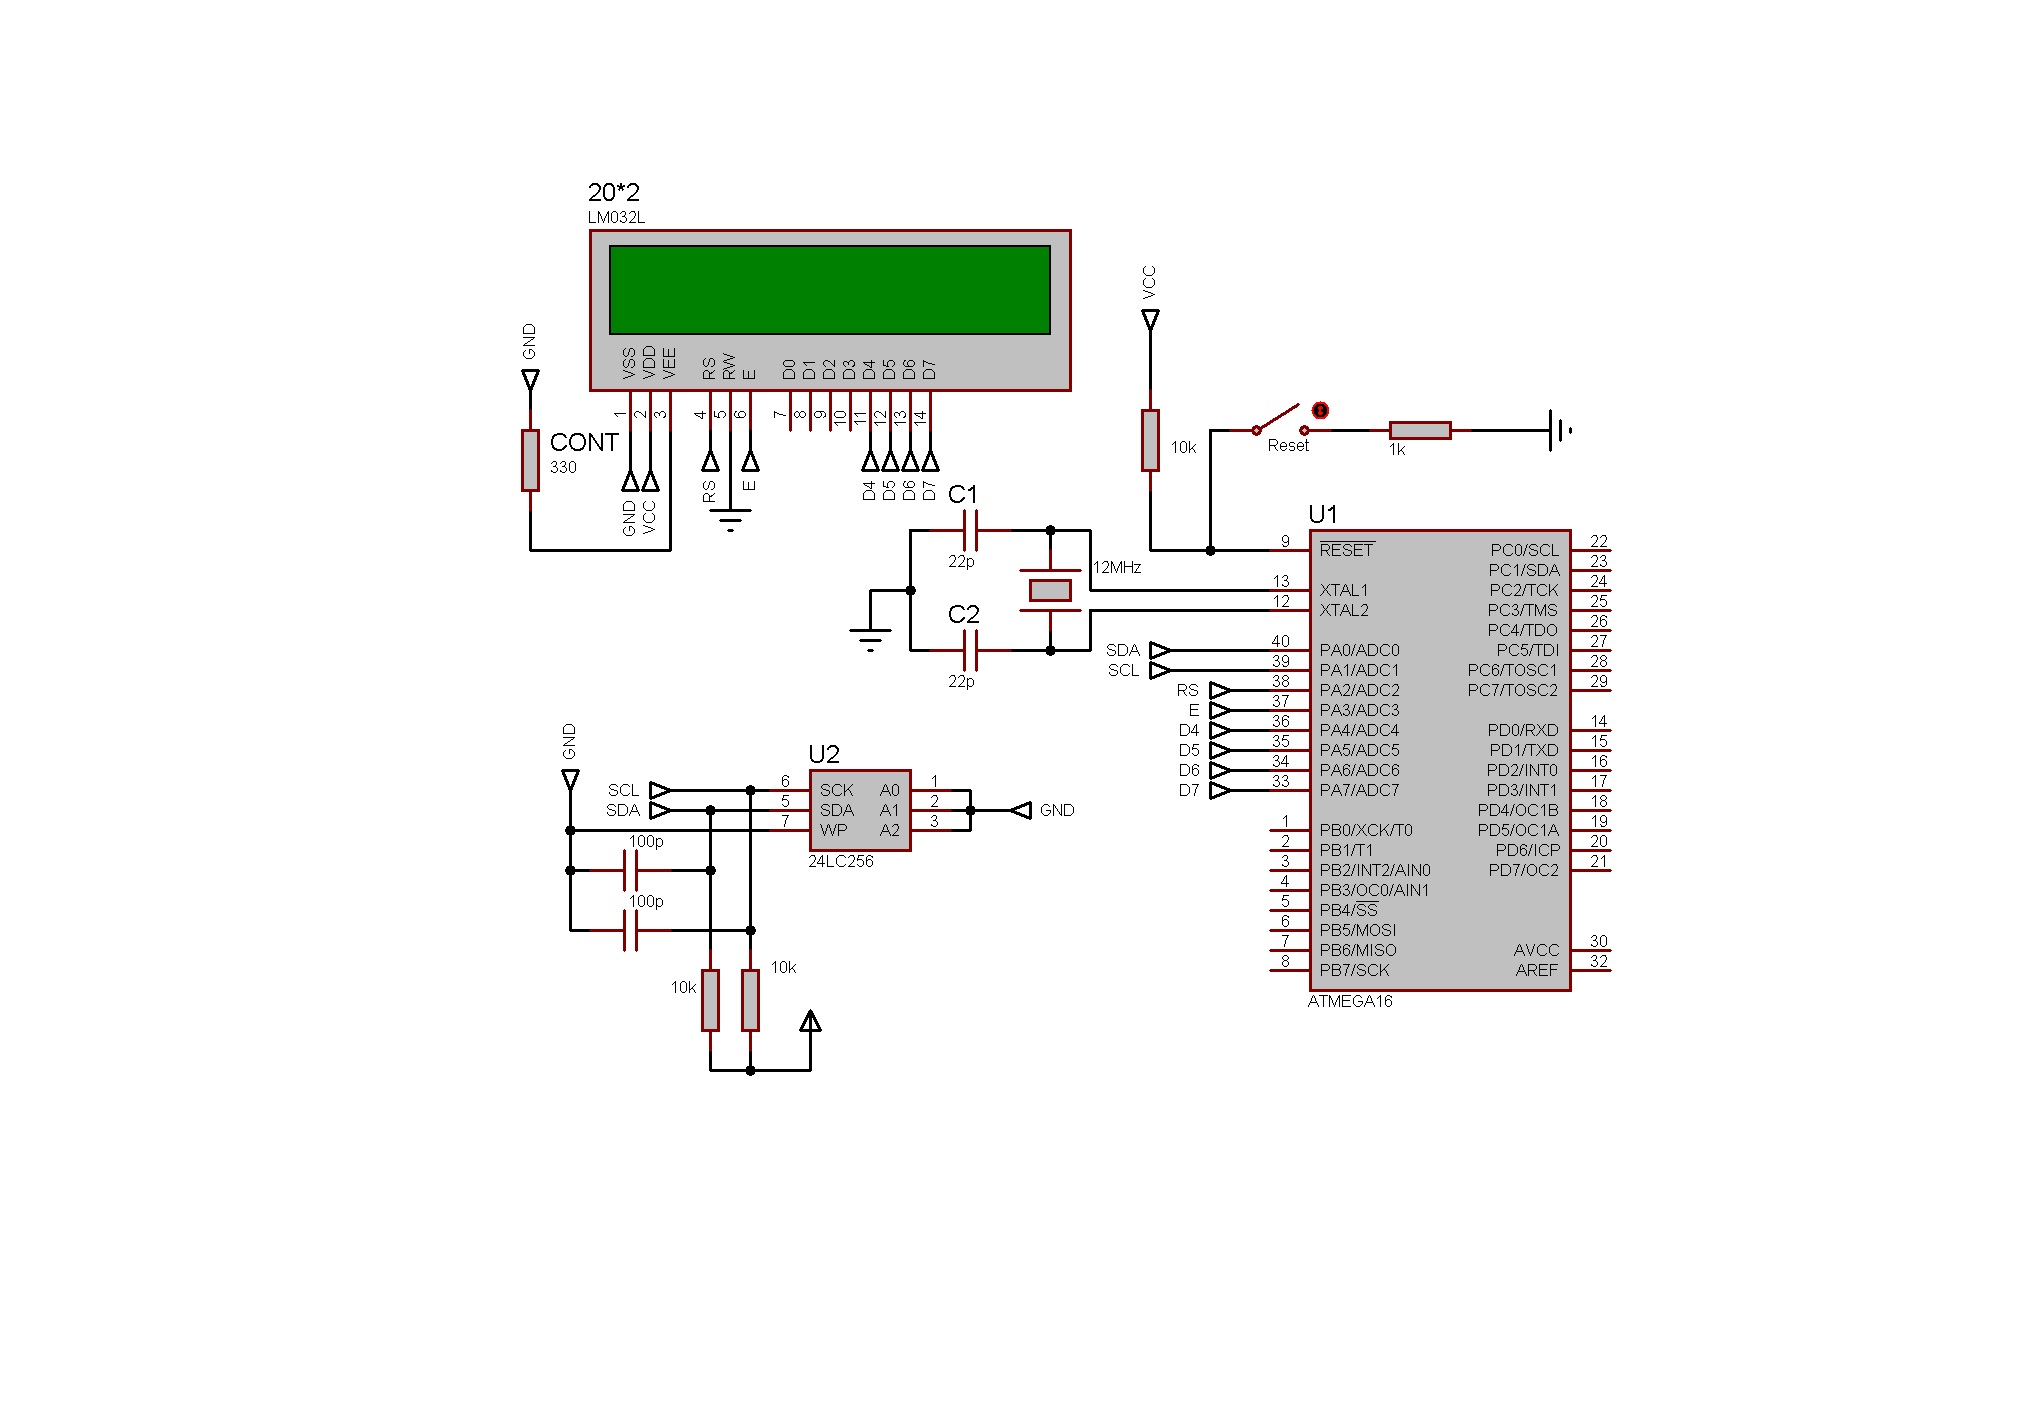 20*2
LM032L
VSS
VDD
VEE
RS
RW
E
D0
D1
D2
D3
D4
D5
D6
D7
1
2
3
4
5
6
7
8
9
10
11
12
13
14
GND
CONT
330
GND
VCC
RS
E
D4
D5
D6
D7
VCC
10k
Reset
1k
C1
22p
12MHz
C2
22p
U1
9 RESET PC0/SCL 22
PC1/SDA 23
13 XTAL1 PC2/TCK 24
12 XTAL2 PC3/TMS 25
PC4/TDO 26
SDA 40 PA0/ADC0 PC5/TDI 27
SCL 39 PA1/ADC1 PC6/TOSC1 28
RS 38 PA2/ADC2 PC7/TOSC2 29
E 37 PA3/ADC3
D4 36 PA4/ADC4 PD0/RXD 14
D5 35 PA5/ADC5 PD1/TXD 15
D6 34 PA6/ADC6 PD2/INT0 16
D7 33 PA7/ADC7 PD3/INT1 17
PD4/OC1B 18
1 PB0/XCK/T0 PD5/OC1A 19
2 PB1/T1 PD6/ICP 20
3 PB2/INT2/AIN0 PD7/OC2 21
4 PB3/OC0/AIN1
5 PB4/SS
6 PB5/MOSI
7 PB6/MISO AVCC 30
8 PB7/SCK AREF 32
ATMEGA16
GND
U2
SCL 6 SCK A0 1
SDA 5 SDA A1 2 GND
7 WP A2 3
24LC256
100p
100p
10k
10k